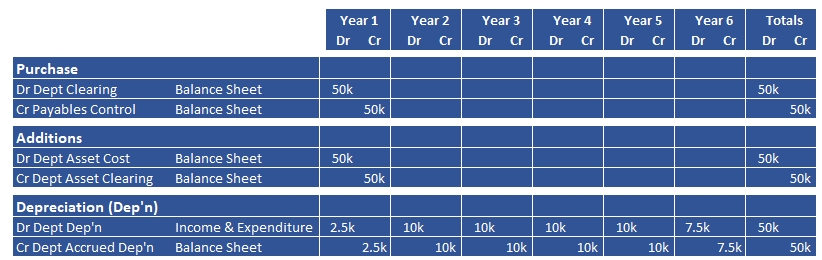 Year 1 Year 2 Year 3 Year 4 Year 5 Year 6 Totals
Dr Cr Dr Cr Dr Cr Dr Cr Dr Cr Dr Cr Dr Cr
Purchase
Dr Dept Clearing Balance Sheet 50k 50k
Cr Payables Control Balance Sheet 50k 50k
Additions
Dr Dept Asset Cost Balance Sheet 50k 50k
Cr Dept Asset Clearing Balance Sheet 50k 50k
Depreciation (Dep'n)
Dr Dept Dep'n Income & Expenditure 2.5k 10k 10k 10k 10k 7.5k 50k
Cr Dept Accrued Dep'n Balance Sheet 2.5k 10k 10k 10k 10k 7.5k 50k